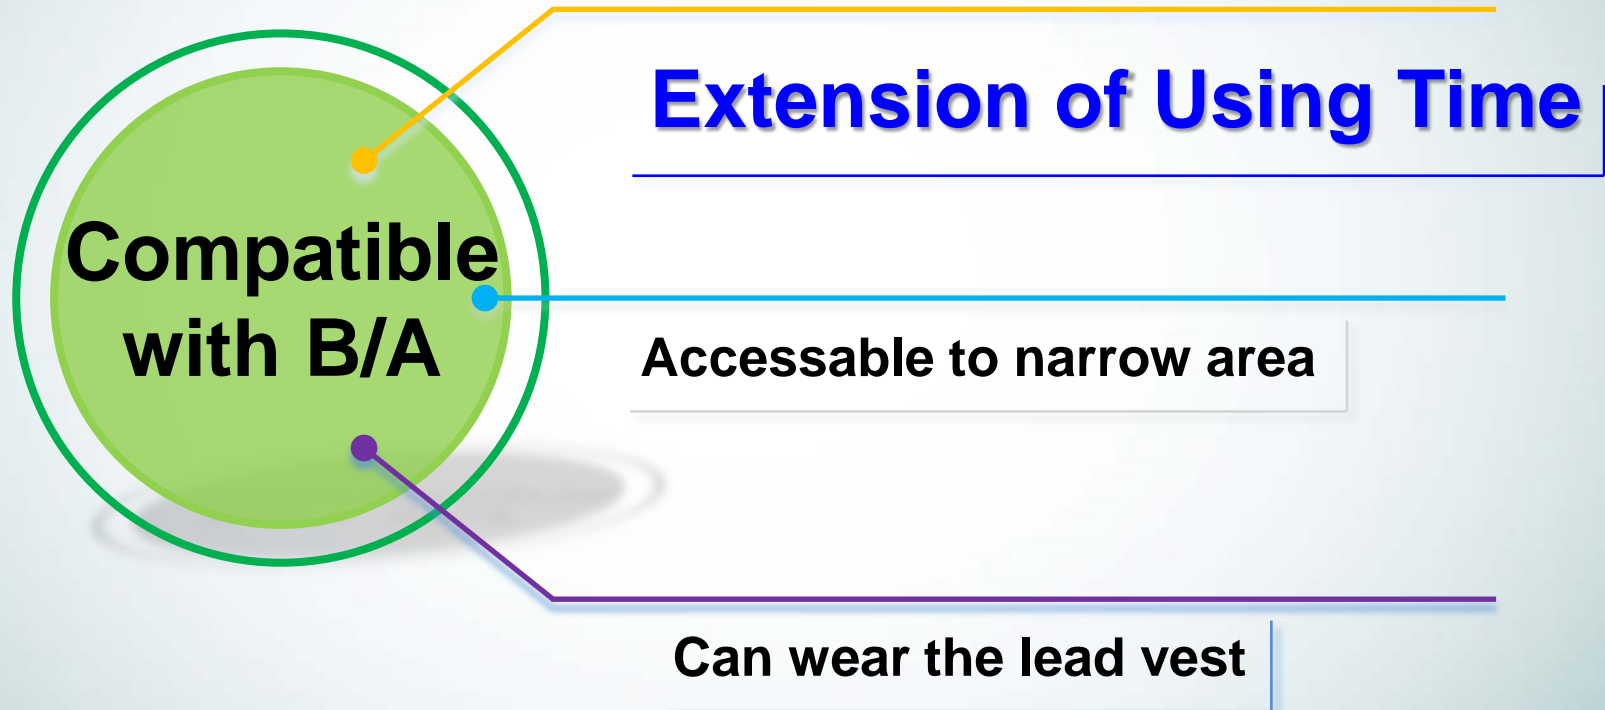 Extension of Using Time
Compatible
with B/A
Accessable to narrow area
Can wear the lead vest